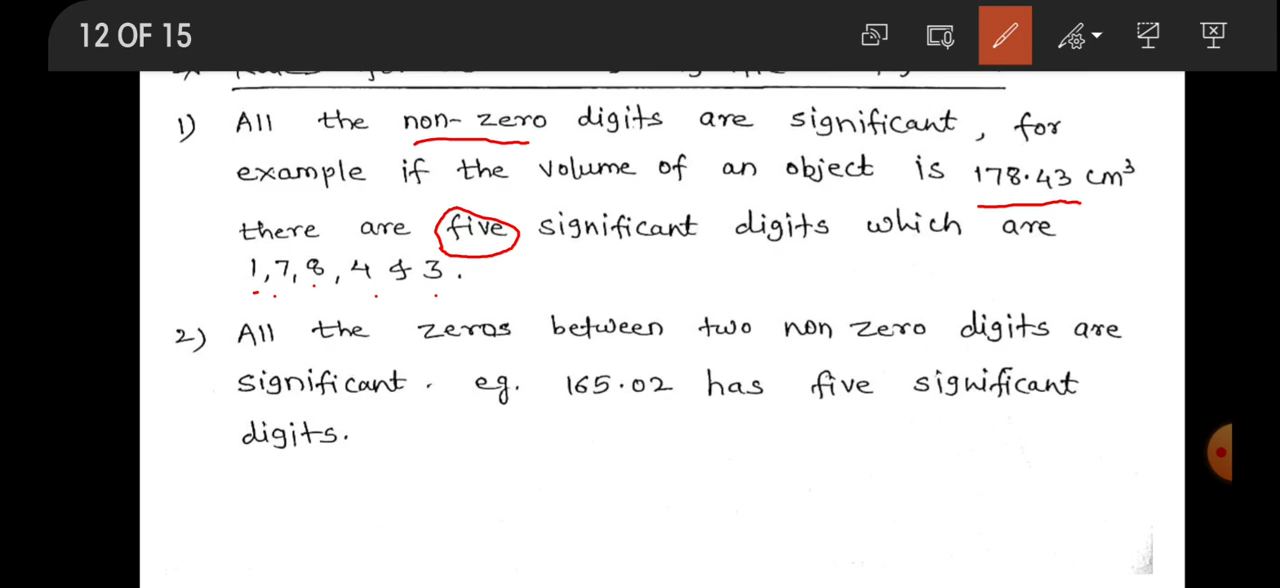 12 OF 15
1) All the non-zero digits are significant, for
example if the volume of an object is 178.43 cm³
there are five significant digits which are
1,7,8,4 & 3.
2) All the zeros between two non zero digits are
significant. eg. 165.02 has five significant
digits.